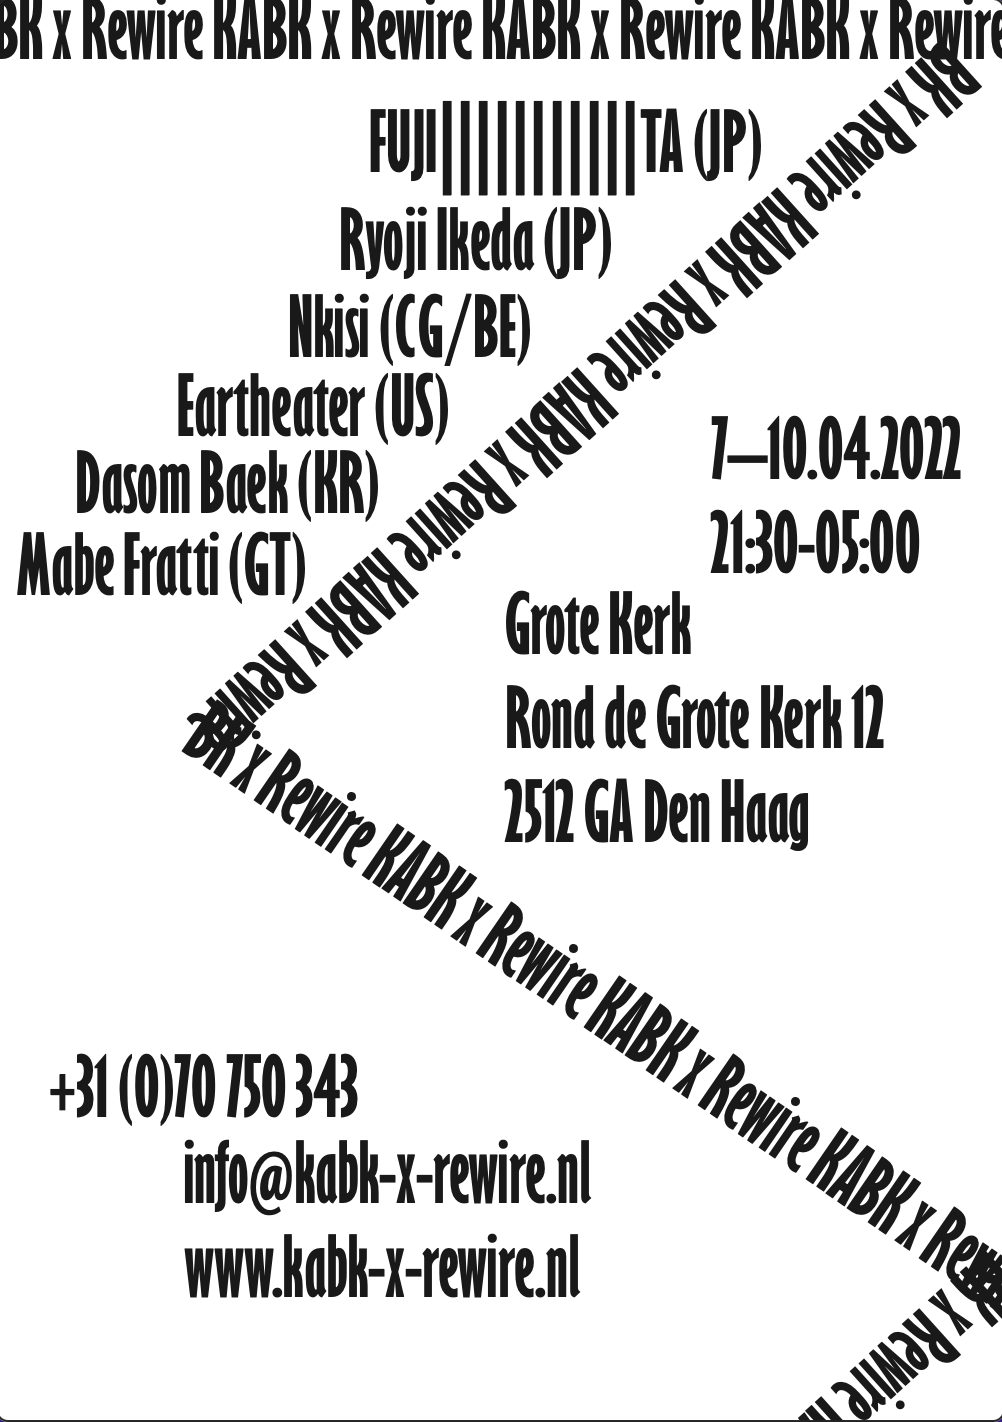 BK x Rewire KABK x Rewire KABK x Rewire KABK x Rewire
FUJI|||||||||||TA (JP)
Ryoji Ikeda (JP)
Nkisi (CG/BE)
Eartheater (US)
Dasom Baek (KR)
Mabe Fratti (GT)
BK x Rewire KABK x Rewire KABK x Rewire KABK x Rewire
7—10.04.2022
21:30-05:00
Grote Kerk
Rond de Grote Kerk 12
2512 GA Den Haag
BK x Rewire KABK x Rewire KABK x Rewire KABK x Rewire
+31 (0)70 750 343
info@kabk-x-rewire.nl
www.kabk-x-rewire.nl
x Rewire